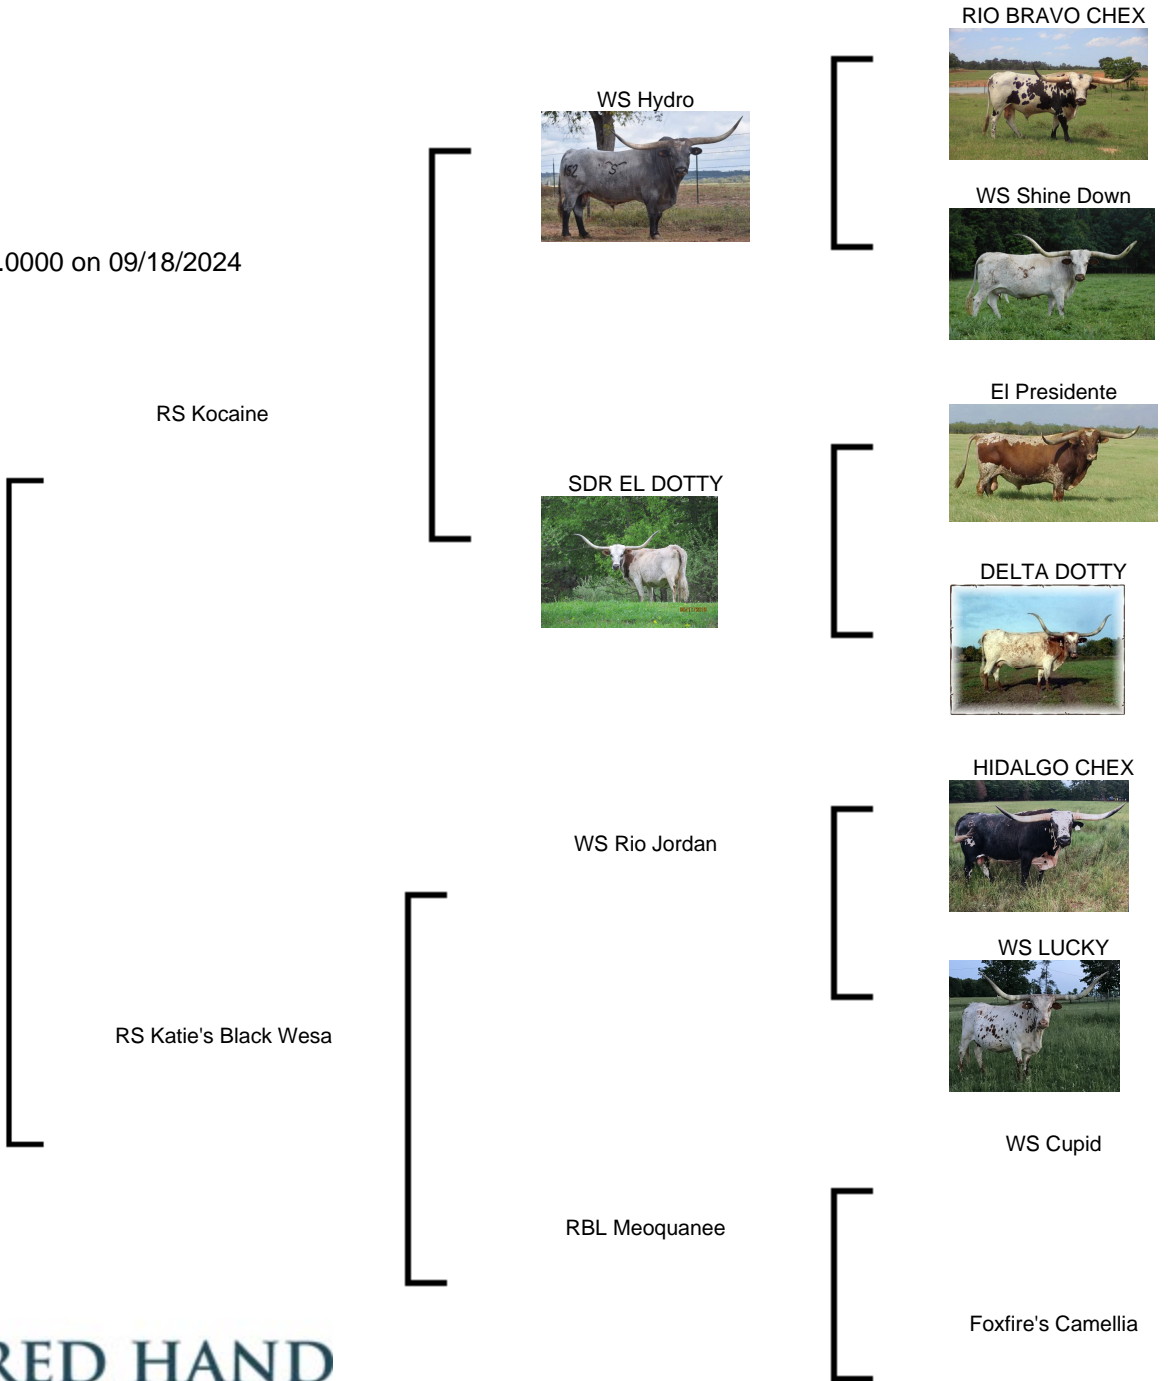 RIO BRAVO CHEX
WS Hydro
WS Shine Down
.0000 on 09/18/2024
El Presidente
RS Kocaine
SDR EL DOTTY
DELTA DOTTY
HIDALGO CHEX
WS Rio Jordan
WS LUCKY
RS Katie's Black Wesa
WS Cupid
RBL Meoquanee
Foxfire's Camellia
RED HAND